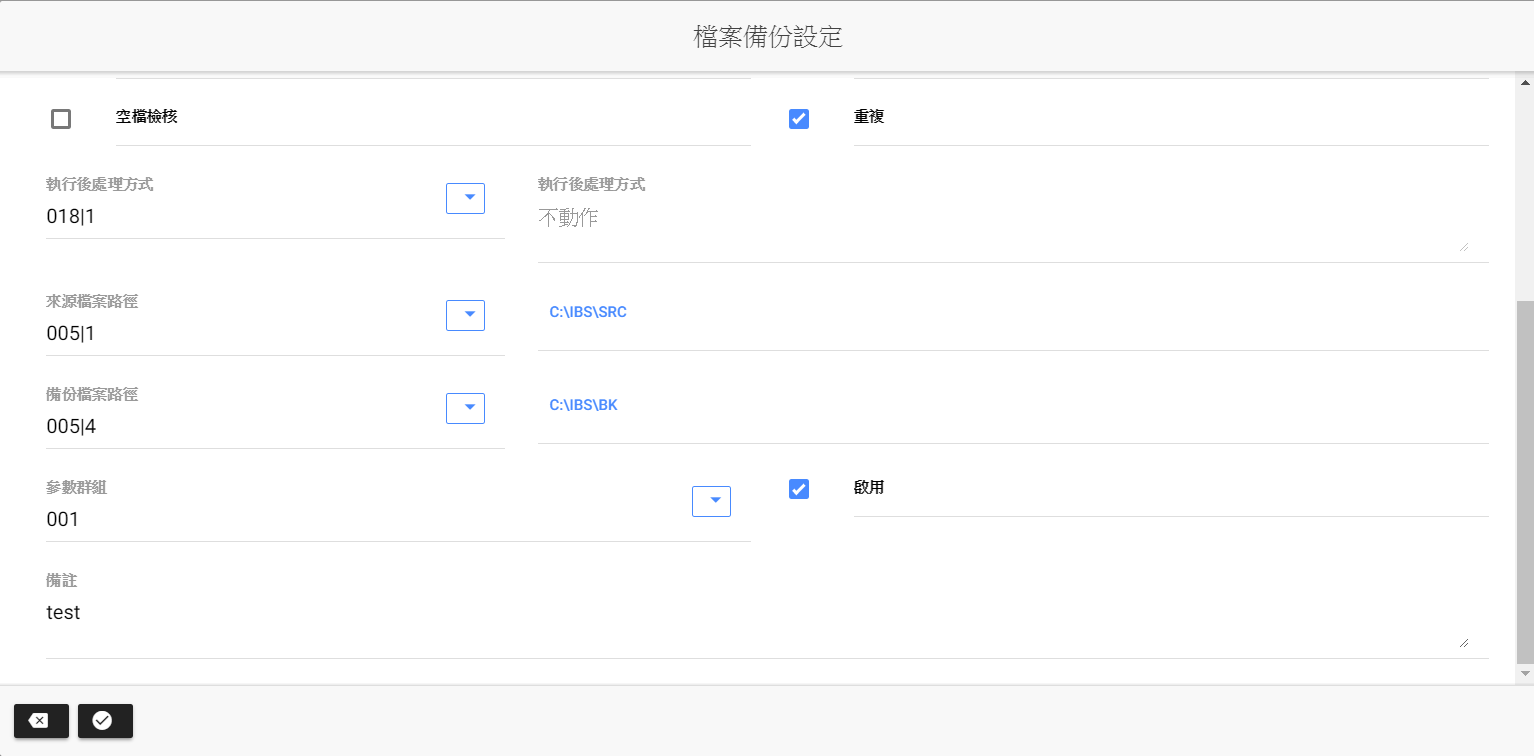 檔案備份設定
空檔檢核
重複
執行後處理方式
018|1
執行後處理方式
不動作
來源檔案路徑
005|1
C:\IBS\SRC
備份檔案路徑
005|4
C:\IBS\BK
參數群組
001
啟用
備註
test